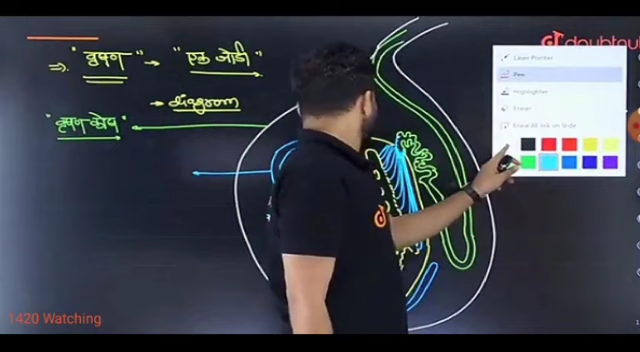 ⇒ "वृषण" → "एक जोड़ी"
→ diagram
"वृषण कोष" ←
doubtnut
Laser Pointer
Pen
Highlighter
Eraser
Erase All Ink on Slide
1420 Watching